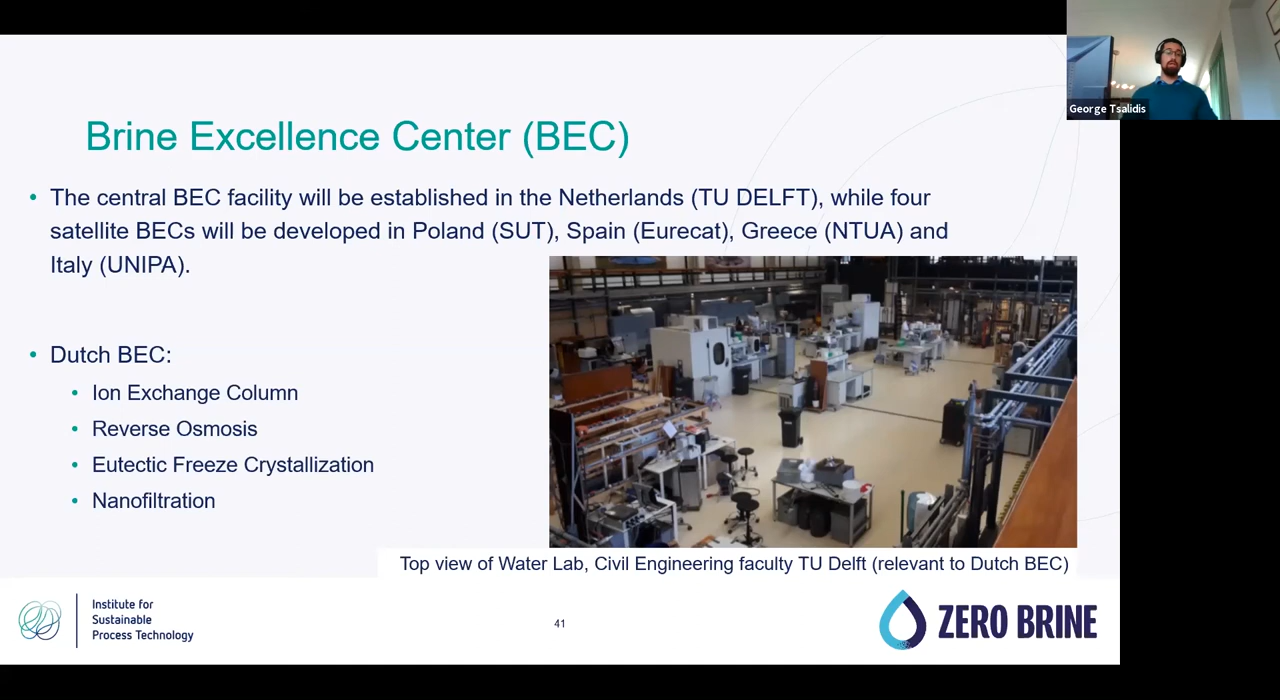 George Tsalidis
Brine Excellence Center (BEC)
• The central BEC facility will be established in the Netherlands (TU DELFT), while four
satellite BECs will be developed in Poland (SUT), Spain (Eurecat), Greece (NTUA) and
Italy (UNIPA).
• Dutch BEC:
• Ion Exchange Column
• Reverse Osmosis
• Eutectic Freeze Crystallization
• Nanofiltration
Top view of Water Lab, Civil Engineering faculty TU Delft (relevant to Dutch BEC)
Institute for
Sustainable
Process Technology
41
ZERO BRINE